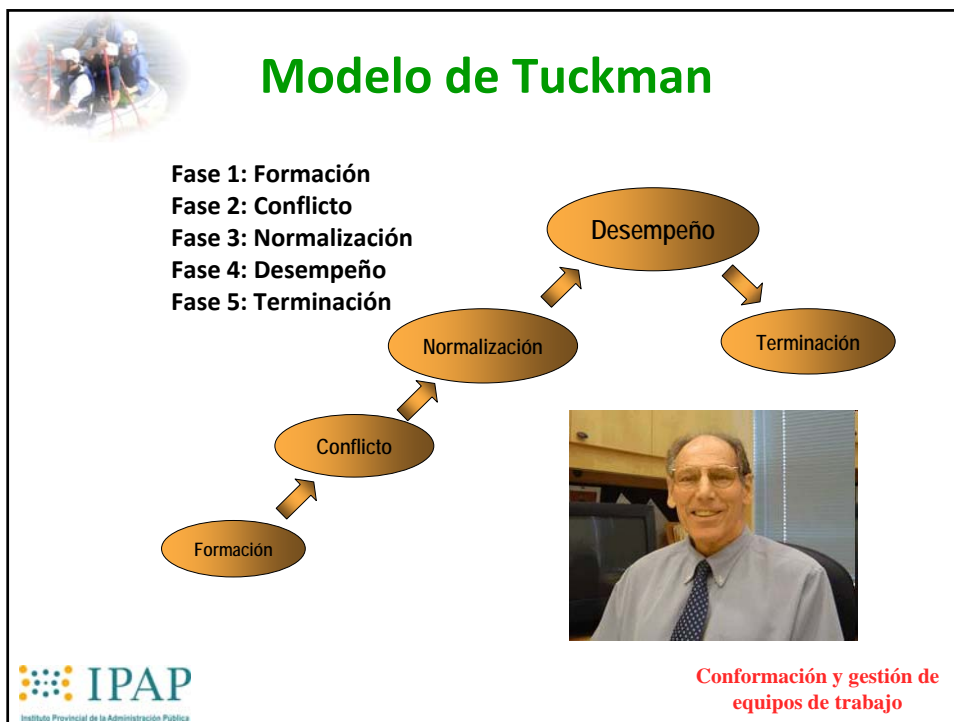 Modelo de Tuckman
Fase 1: Formación
Fase 2: Conflicto
Fase 3: Normalización
Fase 4: Desempeño
Fase 5: Terminación
Desempeño
Normalización
Terminación
Conflicto
Formación
IPAP
Instituto Provincial de la Administración Pública
Conformación y gestión de
equipos de trabajo